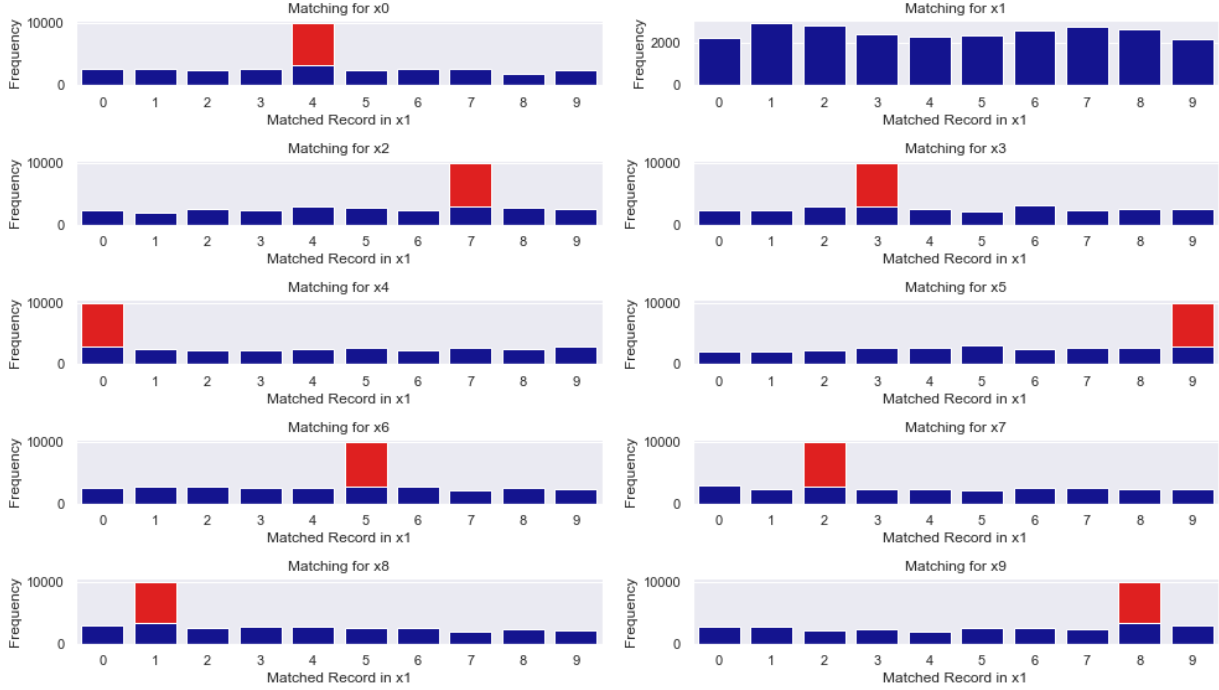 Matching for x0
10000
0
Frequency
0 1 2 3 4 5 6 7 8 9
Matched Record in x1
Matching for x1
2000
0
Frequency
0 1 2 3 4 5 6 7 8 9
Matched Record in x1
Matching for x2
10000
0
Frequency
0 1 2 3 4 5 6 7 8 9
Matched Record in x1
Matching for x3
10000
0
Frequency
0 1 2 3 4 5 6 7 8 9
Matched Record in x1
Matching for x4
10000
0
Frequency
0 1 2 3 4 5 6 7 8 9
Matched Record in x1
Matching for x5
10000
0
Frequency
0 1 2 3 4 5 6 7 8 9
Matched Record in x1
Matching for x6
10000
0
Frequency
0 1 2 3 4 5 6 7 8 9
Matched Record in x1
Matching for x7
10000
0
Frequency
0 1 2 3 4 5 6 7 8 9
Matched Record in x1
Matching for x8
10000
0
Frequency
0 1 2 3 4 5 6 7 8 9
Matched Record in x1
Matching for x9
10000
0
Frequency
0 1 2 3 4 5 6 7 8 9
Matched Record in x1